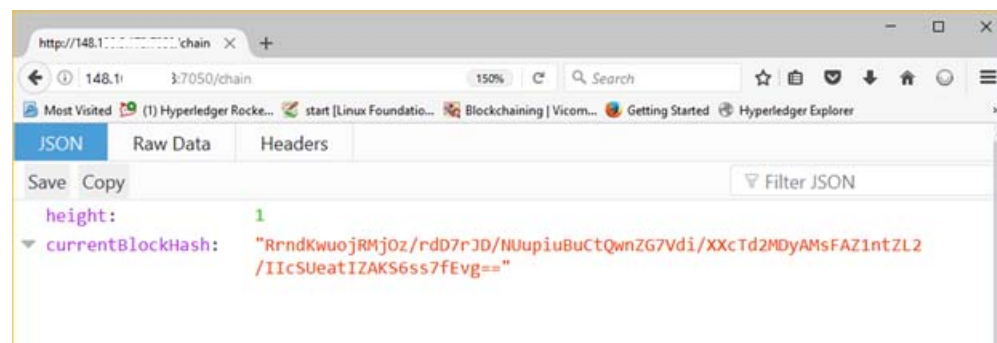 http://148.1 'chain
148.1 :7050/chain 150% Search
Most Visited (1) Hyperledger Rocke... start [Linux Foundatio... Blockchaining | Vicom... Getting Started Hyperledger Explorer
JSON Raw Data Headers
Save Copy Filter JSON
height: 1
currentBlockHash: "RrndKwuojRMjOz/rdD7rJD/NUupiuBuCtQwnZG7Vdi/XXcTd2MDyAMsFAZ1ntZL2
/IIcSUeatIZAKS6ss7fEvg=="